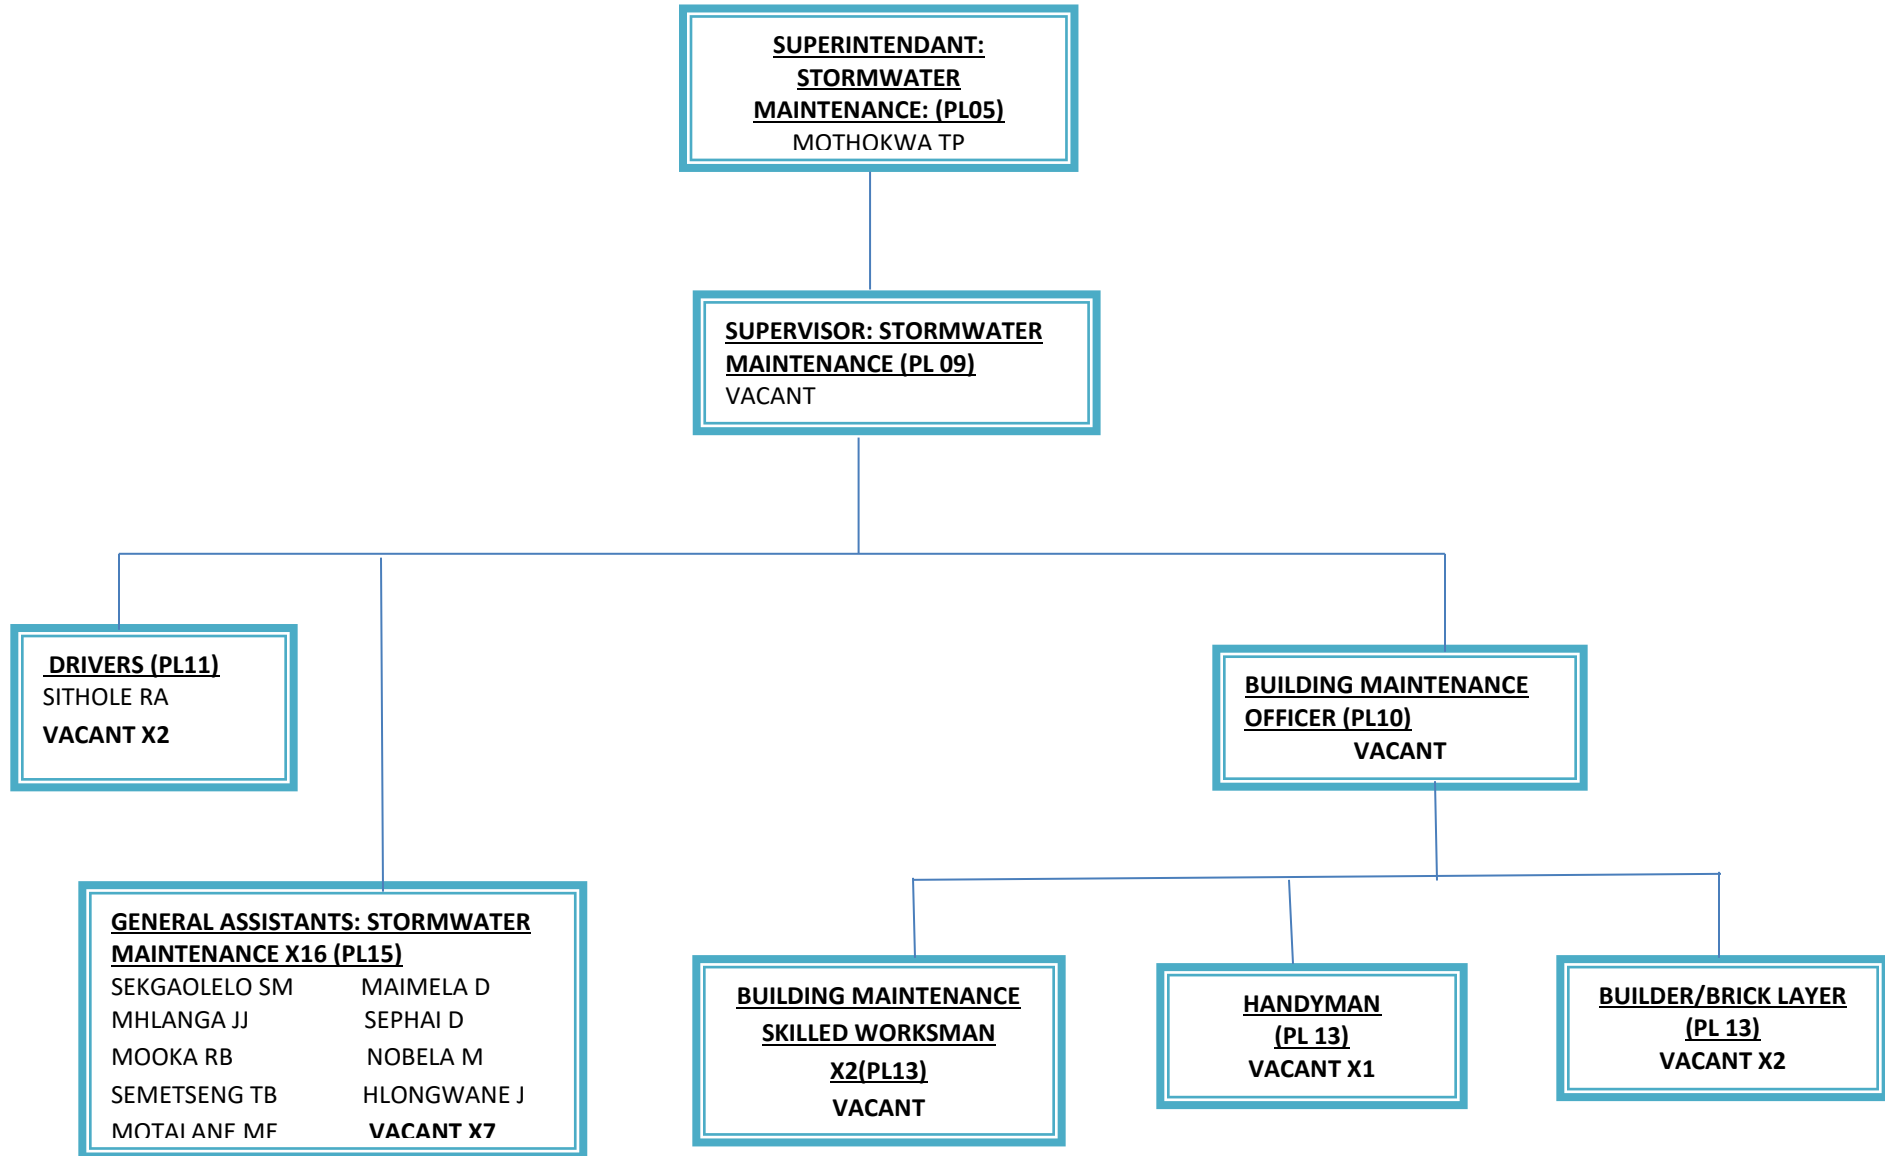 SUPERINTENDANT:
STORMWATER
MAINTENANCE: (PL05)
MOTHOKWA TP
SUPERVISOR: STORMWATER
MAINTENANCE (PL 09)
VACANT
DRIVERS (PL11)
SITHOLE RA
VACANT X2
BUILDING MAINTENANCE
OFFICER (PL10)
VACANT
GENERAL ASSISTANTS: STORMWATER
MAINTENANCE X16 (PL15)
SEKGAOLELO SM MAIMELA D
MHLANGA JJ SEPHAI D
MOOKA RB NOBELA M
SEMETSENG TB HLONGWANE J
VACANT X7
BUILDING MAINTENANCE
SKILLED WORKSMAN
X2(PL13)
VACANT
HANDYMAN
(PL 13)
VACANT X1
BUILDER/BRICK LAYER
(PL 13)
VACANT X2